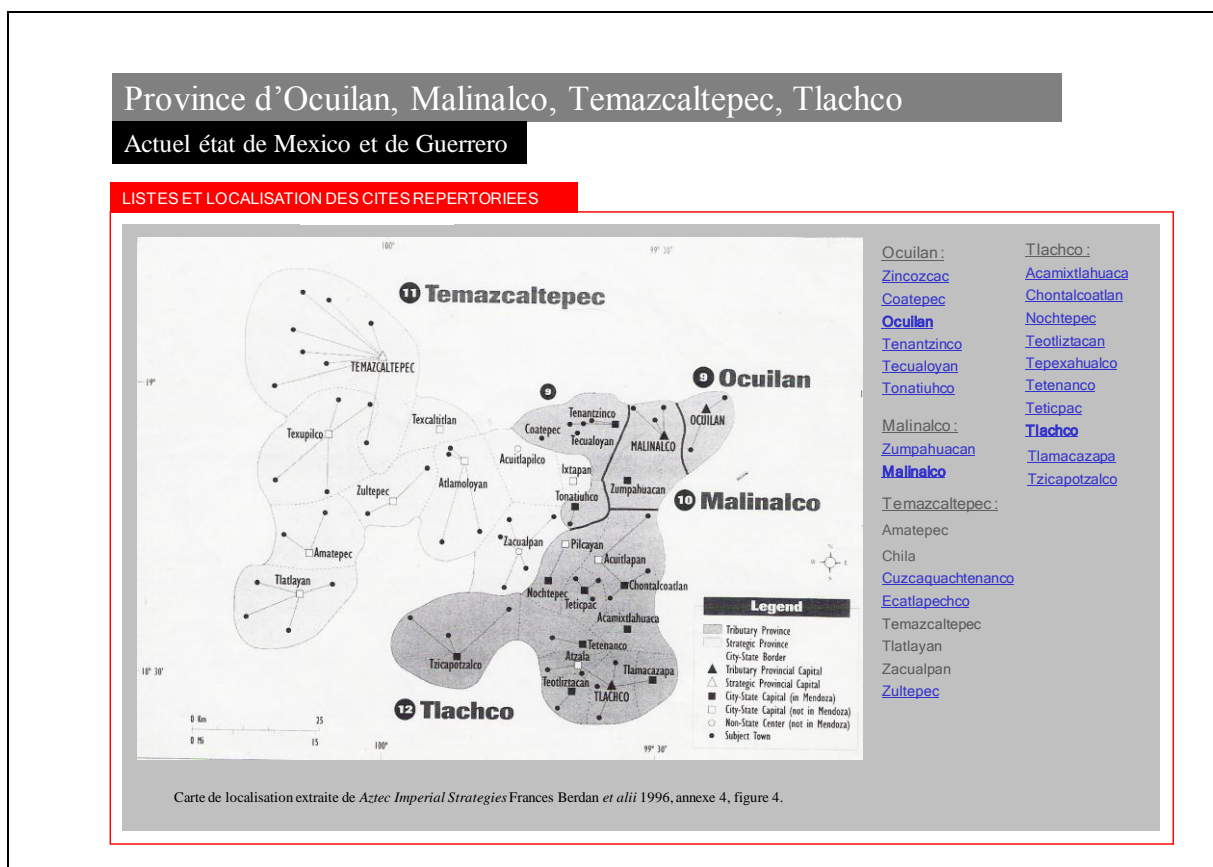 Province d’Ocuilan, Malinalco, Temazcaltepec, Tlachco
Actuel état de Mexico et de Guerrero
LISTES ET LOCALISATION DES CITES REPERTORIEES
100°
99° 30'
11 Temazcaltepec
TEMAZCALTEPEC
19°
9
9 Ocuilan
Tenantzinco
OCUILAN
Texcaltitlan
Coatepec
Texupilco
Tecualoyan
MALINALCO
Acuitlapilco
Ixtapan
Zultepec
Atlamoloyan
Tonatiuhco
Zumpahuacan
10 Malinalco
Zacualpan
Pilcayan
Amatepec
Acuitlapan
W
E
Tlatlayan
Nochtepec
Teticpac
Chontalcoatlan
Acamixtlahuaca
Tetenanco
Tzicapotzalco
Atzala
Tlamacazapa
18° 30'
Teotliztacan
TLACHCO
12 Tlachco
0 Km 25
0 Mi 15
100°
99° 30'
Legend
Tributary Province
Strategic Province
City-State Border
Tributary Provincial Capital
Strategic Provincial Capital
City-State Capital (in Mendoza)
City-State Capital (not in Mendoza)
Non-State Center (not in Mendoza)
Subject Town
Ocuilan :
Zincozcac
Coatepec
Ocuilan
Tenantzinco
Tecualoyan
Tonatiuhco
Malinalco :
Zumpahuacan
Malinalco
Temazcaltepec :
Amatepec
Chila
Cuzcaquachtenanco
Ecatlapechco
Temazcaltepec
Tlatlayan
Zacualpan
Zultepec
Tlachco :
Acamixtlahuaca
Chontalcoatlan
Nochtepec
Teotliztacan
Tepexahualco
Tetenanco
Teticpac
Tlachco
Tlamacazapa
Tzicapotzalco
Carte de localisation extraite de Aztec Imperial Strategies Frances Berdan et alii 1996, annexe 4, figure 4.